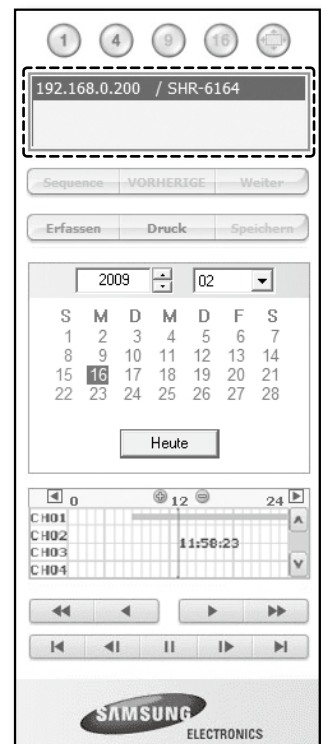 1 4 9 16
192.168.0.200 / SHR-6164
Sequence VORHERIGE Weiter
Erfassen Druck Speichern
2009 02
S M D M D F S
1 2 3 4 5 6 7
8 9 10 11 12 13 14
15 16 17 18 19 20 21
22 23 24 25 26 27 28
Heute
0 12 24
CH01
CH02
11:58:23
CH03
CH04
SAMSUNG
ELECTRONICS